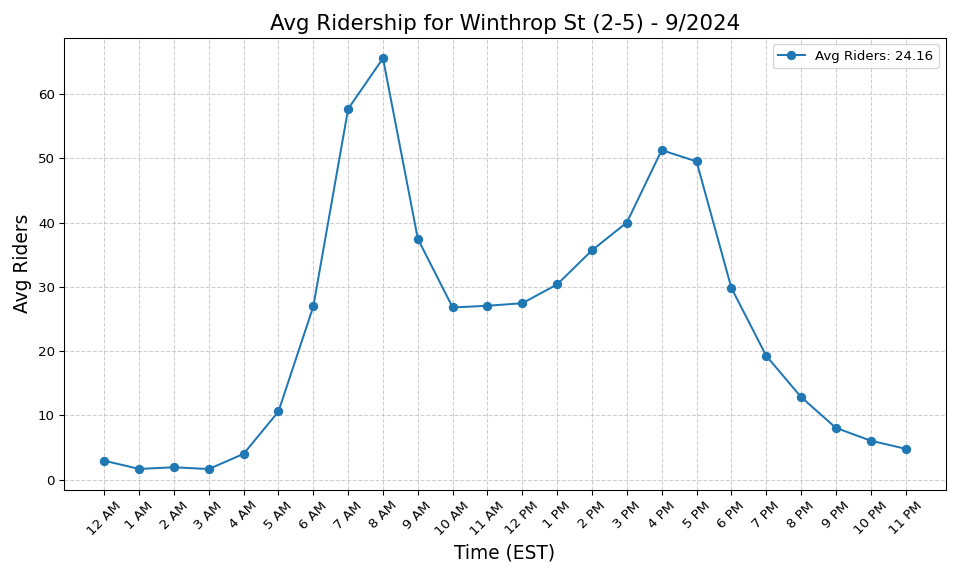 Avg Ridership for Winthrop St (2-5) - 9/2024
Avg Riders: 24.16
Avg Riders
60
50
40
30
20
10
0
12 AM 1 AM 2 AM 3 AM 4 AM 5 AM 6 AM 7 AM 8 AM 9 AM 10 AM 11 AM 12 PM 1 PM 2 PM 3 PM 4 PM 5 PM 6 PM 7 PM 8 PM 9 PM 10 PM 11 PM
Time (EST)